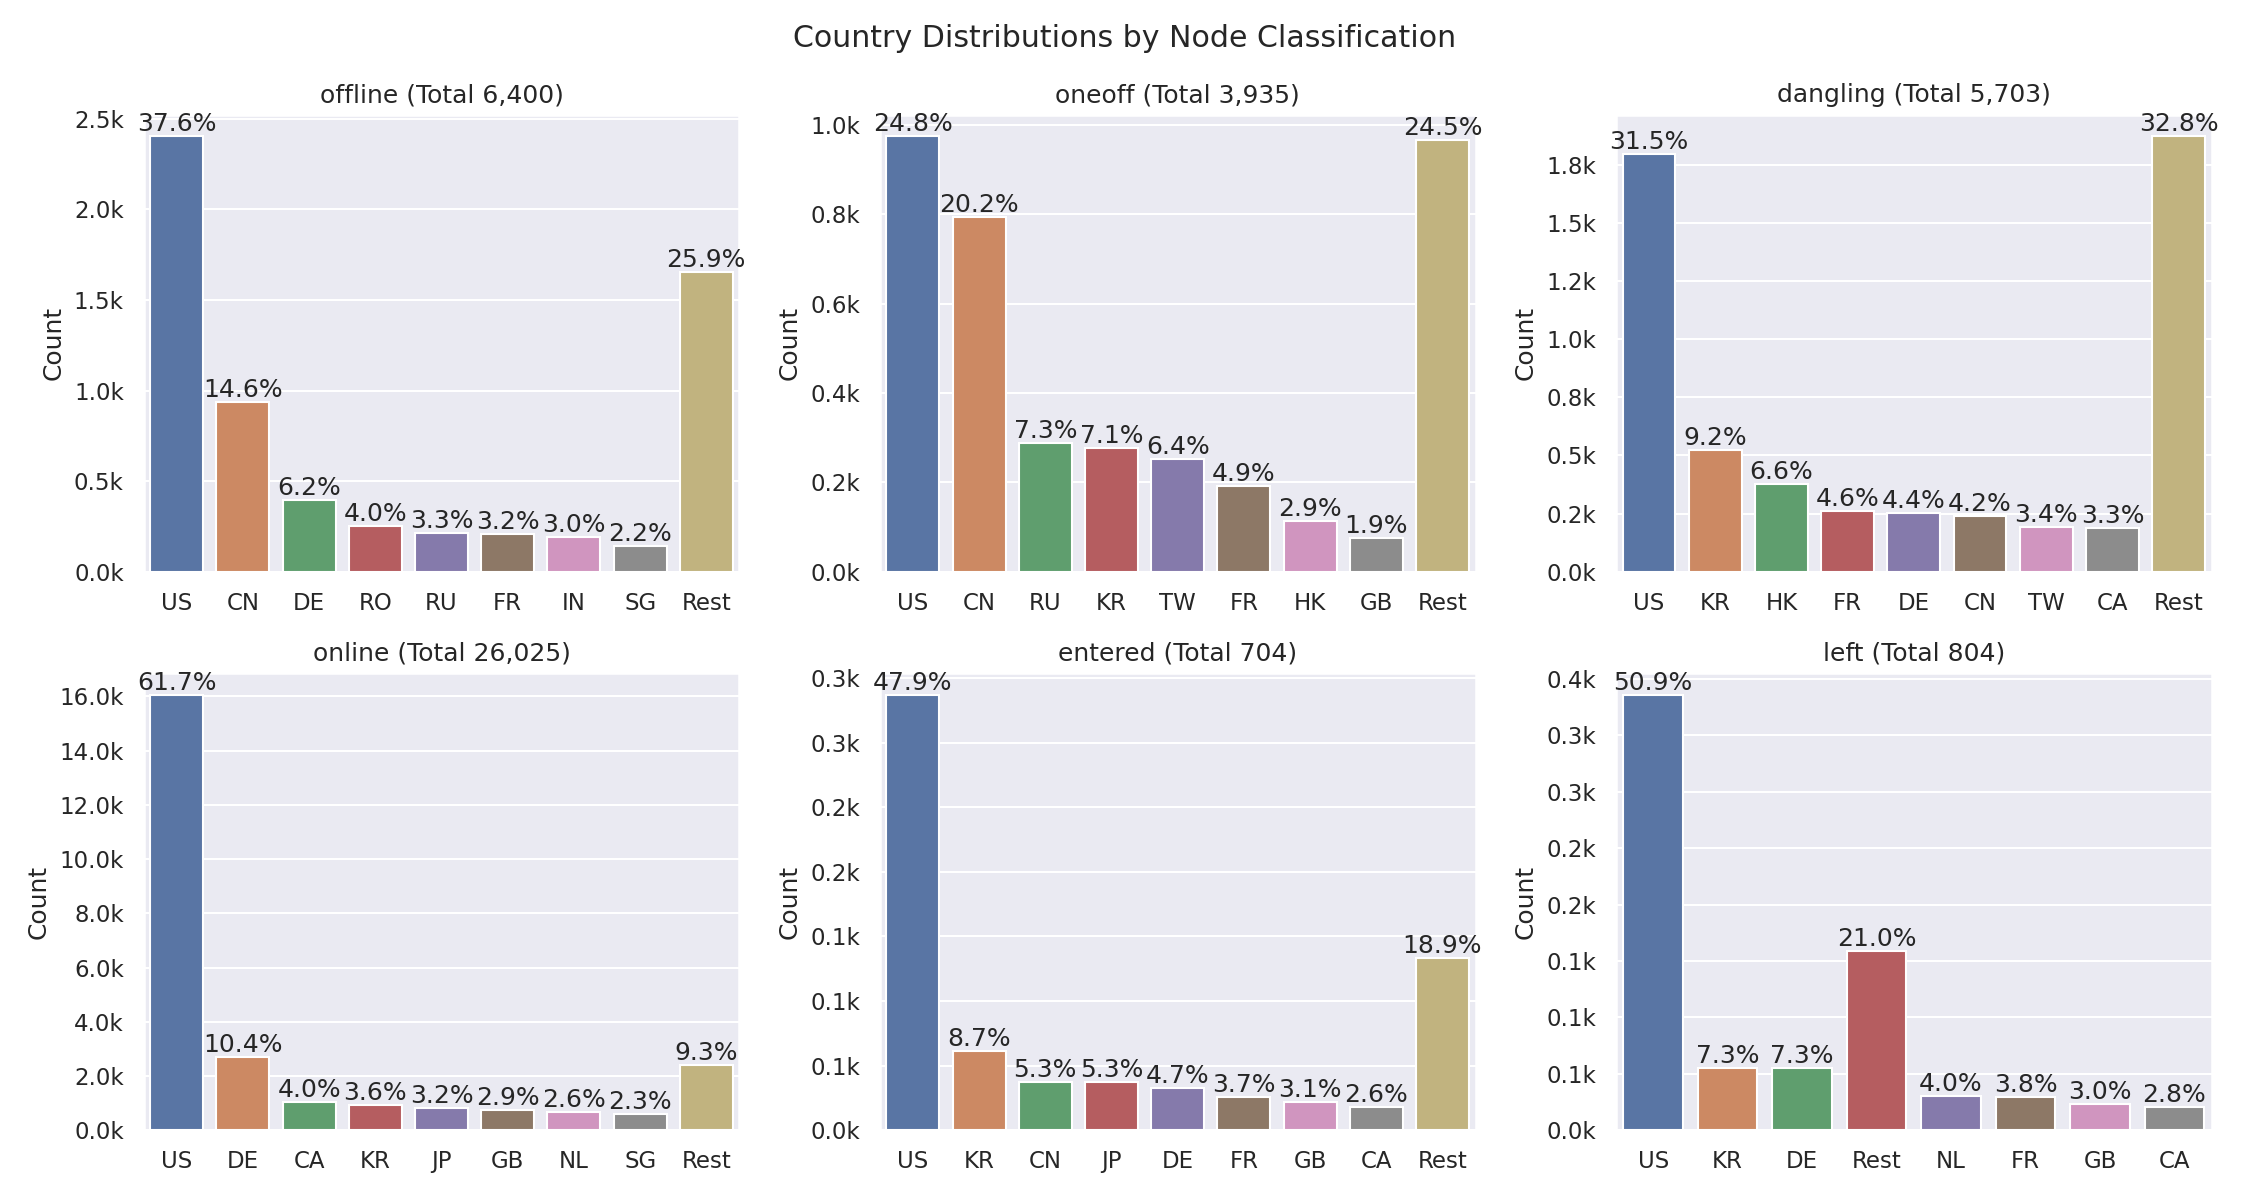 Country Distributions by Node Classification
offline (Total 6,400)
Count
2.5k
2.0k
1.5k
1.0k
0.5k
0.0k
37.6%
14.6%
6.2%
4.0%
3.3%
3.2%
3.0%
2.2%
25.9%
US CN DE RO RU FR IN SG Rest
oneoff (Total 3,935)
Count
1.0k
0.8k
0.6k
0.4k
0.2k
0.0k
24.8%
20.2%
7.3%
7.1%
6.4%
4.9%
2.9%
1.9%
24.5%
US CN RU KR TW FR HK GB Rest
dangling (Total 5,703)
Count
1.8k
1.5k
1.2k
1.0k
0.8k
0.5k
0.2k
0.0k
31.5%
9.2%
6.6%
4.6%
4.4%
4.2%
3.4%
3.3%
32.8%
US KR HK FR DE CN TW CA Rest
online (Total 26,025)
Count
16.0k
14.0k
12.0k
10.0k
8.0k
6.0k
4.0k
2.0k
0.0k
61.7%
10.4%
4.0%
3.6%
3.2%
2.9%
2.6%
2.3%
9.3%
US DE CA KR JP GB NL SG Rest
entered (Total 704)
Count
0.3k
0.3k
0.2k
0.2k
0.1k
0.1k
0.1k
0.0k
47.9%
8.7%
5.3%
5.3%
4.7%
3.7%
3.1%
2.6%
18.9%
US KR CN JP DE FR GB CA Rest
left (Total 804)
Count
0.4k
0.3k
0.3k
0.2k
0.2k
0.1k
0.1k
0.1k
0.0k
50.9%
7.3%
7.3%
21.0%
4.0%
3.8%
3.0%
2.8%
US KR DE Rest NL FR GB CA